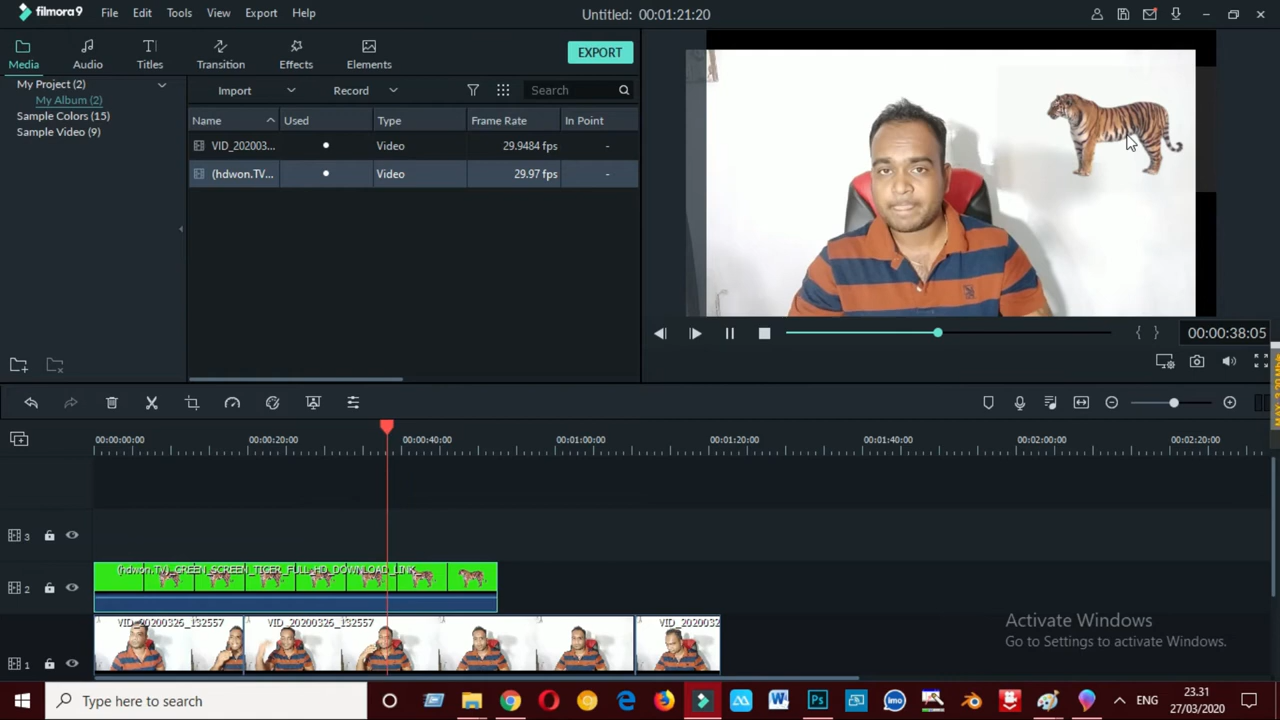 filmora9 File Edit Tools View Export Help Untitled: 00:01:21:20
Media Audio Titles Transition Effects Elements EXPORT
My Project (2)
My Album (2)
Sample Colors (15)
Sample Video (9)
Import Record Search
Name Used Type Frame Rate In Point
VID_202003... Video 29.9484 fps -
(hdwon.TV... Video 29.97 fps -
00:00:38:05
00:00:00:00 00:00:20:00 00:00:40:00 00:01:00:00 00:01:20:00 00:01:40:00 00:02:00:00 00:02:20:00
3
(hdwon.TV)_GREEN_SCREEN_TIGER_FULL_HD_DOWNLOAD_LINK
2
VID_20200326_132557 VID_20200326_132557 VID_2020032
1
Activate Windows
Go to Settings to activate Windows.
Type here to search
W Ps imo
ENG
23.31
27/03/2020